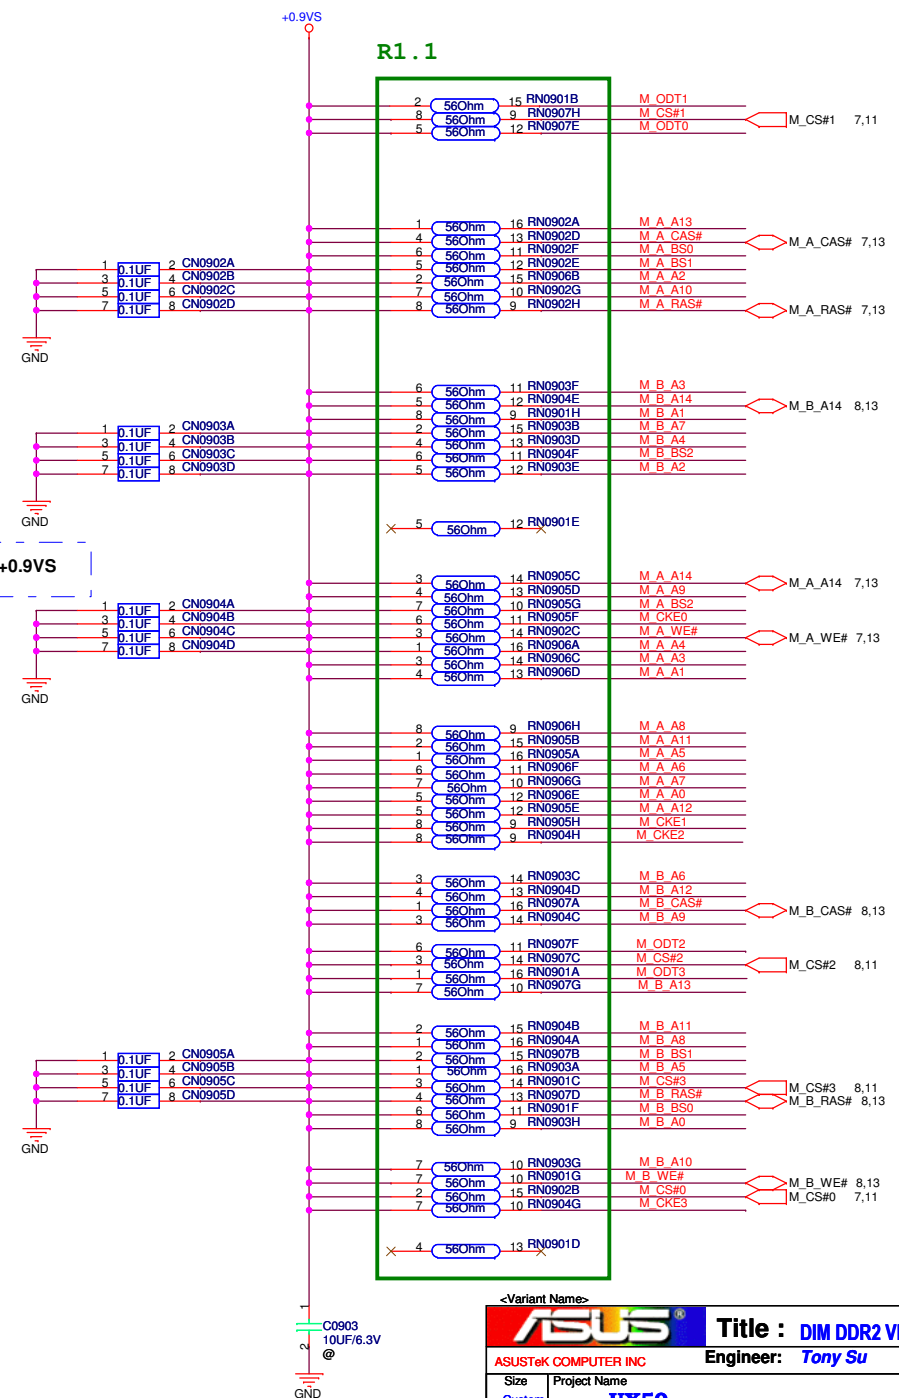 +0.9VS
R1.1
2 56Ohm 15 RN0901B M_ODT1
8 56Ohm 9 RN0907H M_CS#1 M_CS#1 7,11
5 56Ohm 12 RN0907E M_ODT0
1 56Ohm 16 RN0902A M_A_A13
4 56Ohm 13 RN0902D M_A_CAS# M_A_CAS# 7,13
6 56Ohm 11 RN0902F M_A_BS0
1 0.1UF 2 CN0902A 5 56Ohm 12 RN0902E M_A_BS1
3 0.1UF 4 CN0902B 2 56Ohm 15 RN0906B M_A_A2
5 0.1UF 6 CN0902C 7 56Ohm 10 RN0902G M_A_A10
7 0.1UF 8 CN0902D 8 56Ohm 9 RN0902H M_A_RAS# M_A_RAS# 7,13
GND
6 56Ohm 11 RN0903F M_B_A3
5 56Ohm 12 RN0904E M_B_A14 M_B_A14 8,13
8 56Ohm 9 RN0901H M_B_A1
1 0.1UF 2 CN0903A 2 56Ohm 15 RN0903B M_B_A7
3 0.1UF 4 CN0903B 4 56Ohm 13 RN0903D M_B_A4
5 0.1UF 6 CN0903C 6 56Ohm 11 RN0904F M_B_BS2
7 0.1UF 8 CN0903D 5 56Ohm 12 RN0903E M_B_A2
GND
5 56Ohm 12 RN0901E
+0.9VS
3 56Ohm 14 RN0905C M_A_A14 M_A_A14 7,13
4 56Ohm 13 RN0905D M_A_A9
1 0.1UF 2 CN0904A 7 56Ohm 10 RN0905G M_A_BS2
3 0.1UF 4 CN0904B 6 56Ohm 11 RN0905F M_CKE0
5 0.1UF 6 CN0904C 3 56Ohm 14 RN0902C M_A_WE# M_A_WE# 7,13
7 0.1UF 8 CN0904D 1 56Ohm 16 RN0906A M_A_A4
3 56Ohm 14 RN0906C M_A_A3
4 56Ohm 13 RN0906D M_A_A1
GND
8 56Ohm 9 RN0906H M_A_A8
2 56Ohm 15 RN0905B M_A_A11
1 56Ohm 16 RN0905A M_A_A5
6 56Ohm 11 RN0906F M_A_A6
7 56Ohm 10 RN0906G M_A_A7
5 56Ohm 12 RN0906E M_A_A0
5 56Ohm 12 RN0905E M_A_A12
8 56Ohm 9 RN0905H M_CKE1
8 56Ohm 9 RN0904H M_CKE2
3 56Ohm 14 RN0903C M_B_A6
4 56Ohm 13 RN0904D M_B_A12
1 56Ohm 16 RN0907A M_B_CAS# M_B_CAS# 8,13
3 56Ohm 14 RN0904C M_B_A9
6 56Ohm 11 RN0907F M_ODT2
3 56Ohm 14 RN0907C M_CS#2 M_CS#2 8,11
1 56Ohm 16 RN0901A M_ODT3
7 56Ohm 10 RN0907G M_B_A13
2 56Ohm 15 RN0904B M_B_A11
1 56Ohm 16 RN0904A M_B_A8
1 0.1UF 2 CN0905A 2 56Ohm 15 RN0907B M_B_BS1
3 0.1UF 4 CN0905B 1 56Ohm 16 RN0903A M_B_A5
5 0.1UF 6 CN0905C 3 56Ohm 14 RN0901C M_CS#3 M_CS#3 8,11
7 0.1UF 8 CN0905D 4 56Ohm 13 RN0907D M_B_RAS# M_B_RAS# 8,13
6 56Ohm 11 RN0901F M_B_BS0
8 56Ohm 9 RN0903H M_B_A0
GND
7 56Ohm 10 RN0903G M_B_A10
7 56Ohm 10 RN0901G M_B_WE# M_B_WE# 8,13
2 56Ohm 15 RN0902B M_CS#0 M_CS#0 7,11
7 56Ohm 10 RN0904G M_CKE3
4 56Ohm 13 RN0901D
<Variant Name>
1 C0903
10UF/6.3V
2 @
GND
ASUS ®
Title : DIM DDR2
ASUSTeK COMPUTER INC Engineer: Tony Su
Size Project Name
Custom